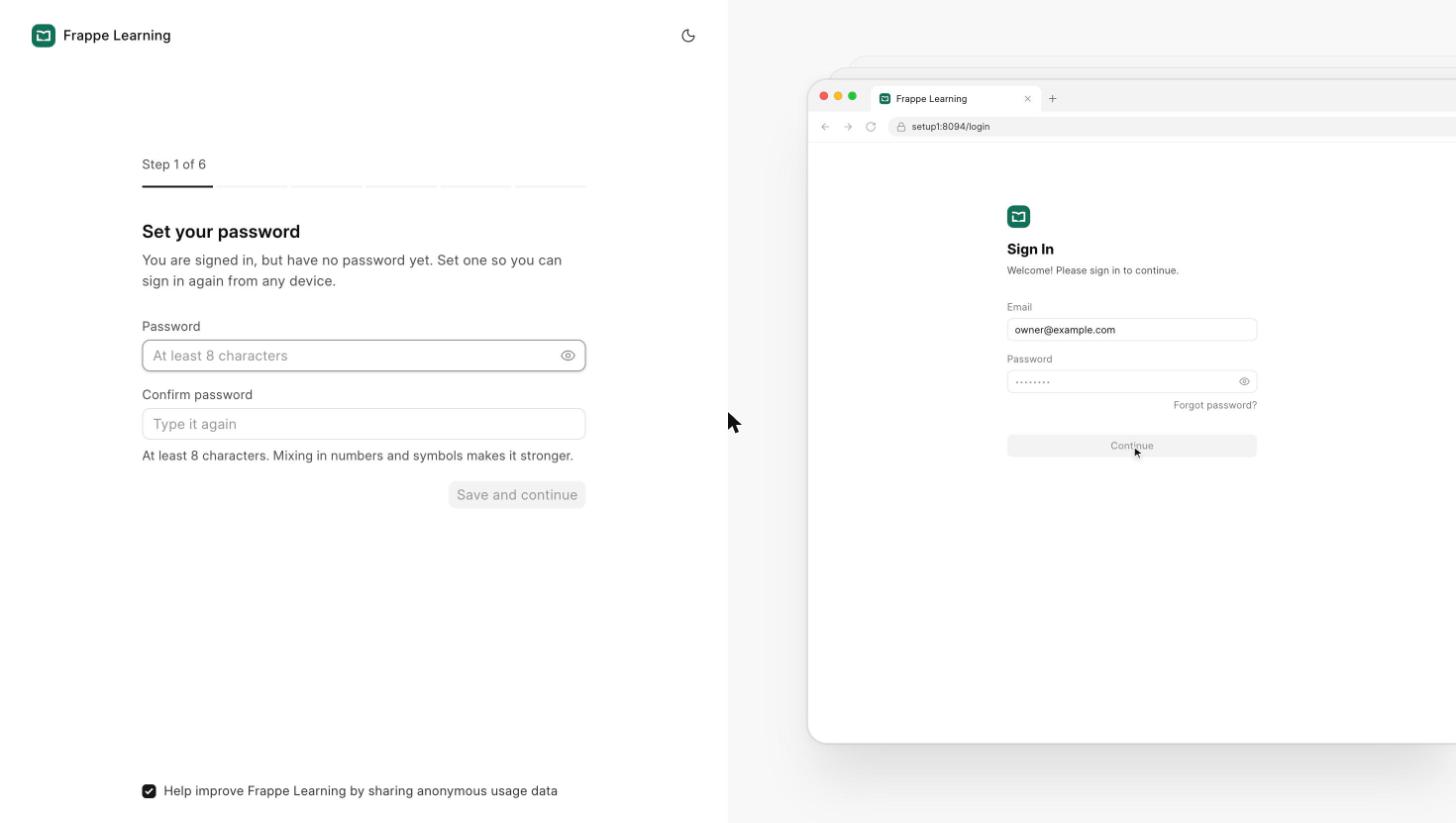 Frappe Learning
Step 1 of 6
Set your password
You are signed in, but have no password yet. Set one so you can
sign in again from any device.
Password
At least 8 characters
Confirm password
Type it again
At least 8 characters. Mixing in numbers and symbols makes it stronger.
Save and continue
Help improve Frappe Learning by sharing anonymous usage data
Frappe Learning
setup1:8094/login
Sign In
Welcome! Please sign in to continue.
Email
owner@example.com
Password
········
Forgot password?
Continue